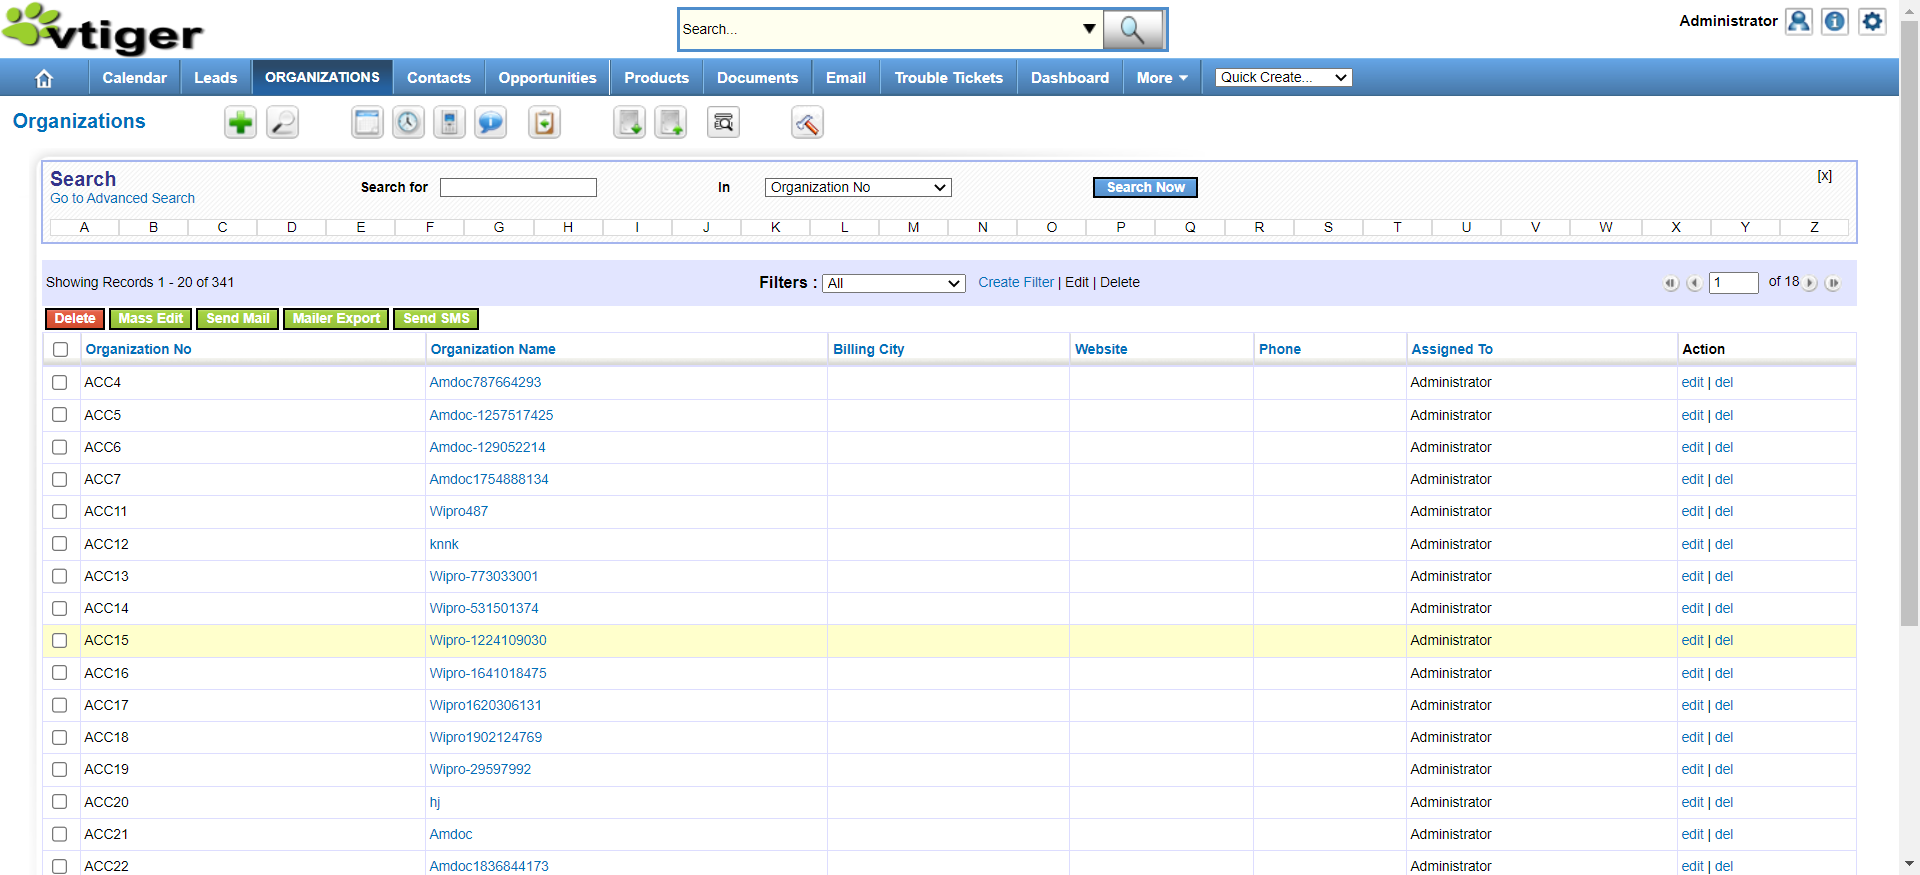 vtiger
Search...
Administrator
Calendar Leads ORGANIZATIONS Contacts Opportunities Products Documents Email Trouble Tickets Dashboard More Quick Create...
Organizations
Search
Go to Advanced Search
Search for In Organization No Search Now [x]
A B C D E F G H I J K L M N O P Q R S T U V W X Y Z
Showing Records 1 - 20 of 341 Filters : All Create Filter | Edit | Delete 1 of 18
Delete Mass Edit Send Mail Mailer Export Send SMS
Organization No Organization Name Billing City Website Phone Assigned To Action
ACC4 Amdoc787664293 Administrator edit | del
ACC5 Amdoc-1257517425 Administrator edit | del
ACC6 Amdoc-129052214 Administrator edit | del
ACC7 Amdoc1754888134 Administrator edit | del
ACC11 Wipro487 Administrator edit | del
ACC12 knnk Administrator edit | del
ACC13 Wipro-773033001 Administrator edit | del
ACC14 Wipro-531501374 Administrator edit | del
ACC15 Wipro-1224109030 Administrator edit | del
ACC16 Wipro-1641018475 Administrator edit | del
ACC17 Wipro1620306131 Administrator edit | del
ACC18 Wipro1902124769 Administrator edit | del
ACC19 Wipro-29597992 Administrator edit | del
ACC20 hj Administrator edit | del
ACC21 Amdoc Administrator edit | del
ACC22 Amdoc1836844173 Administrator edit | del